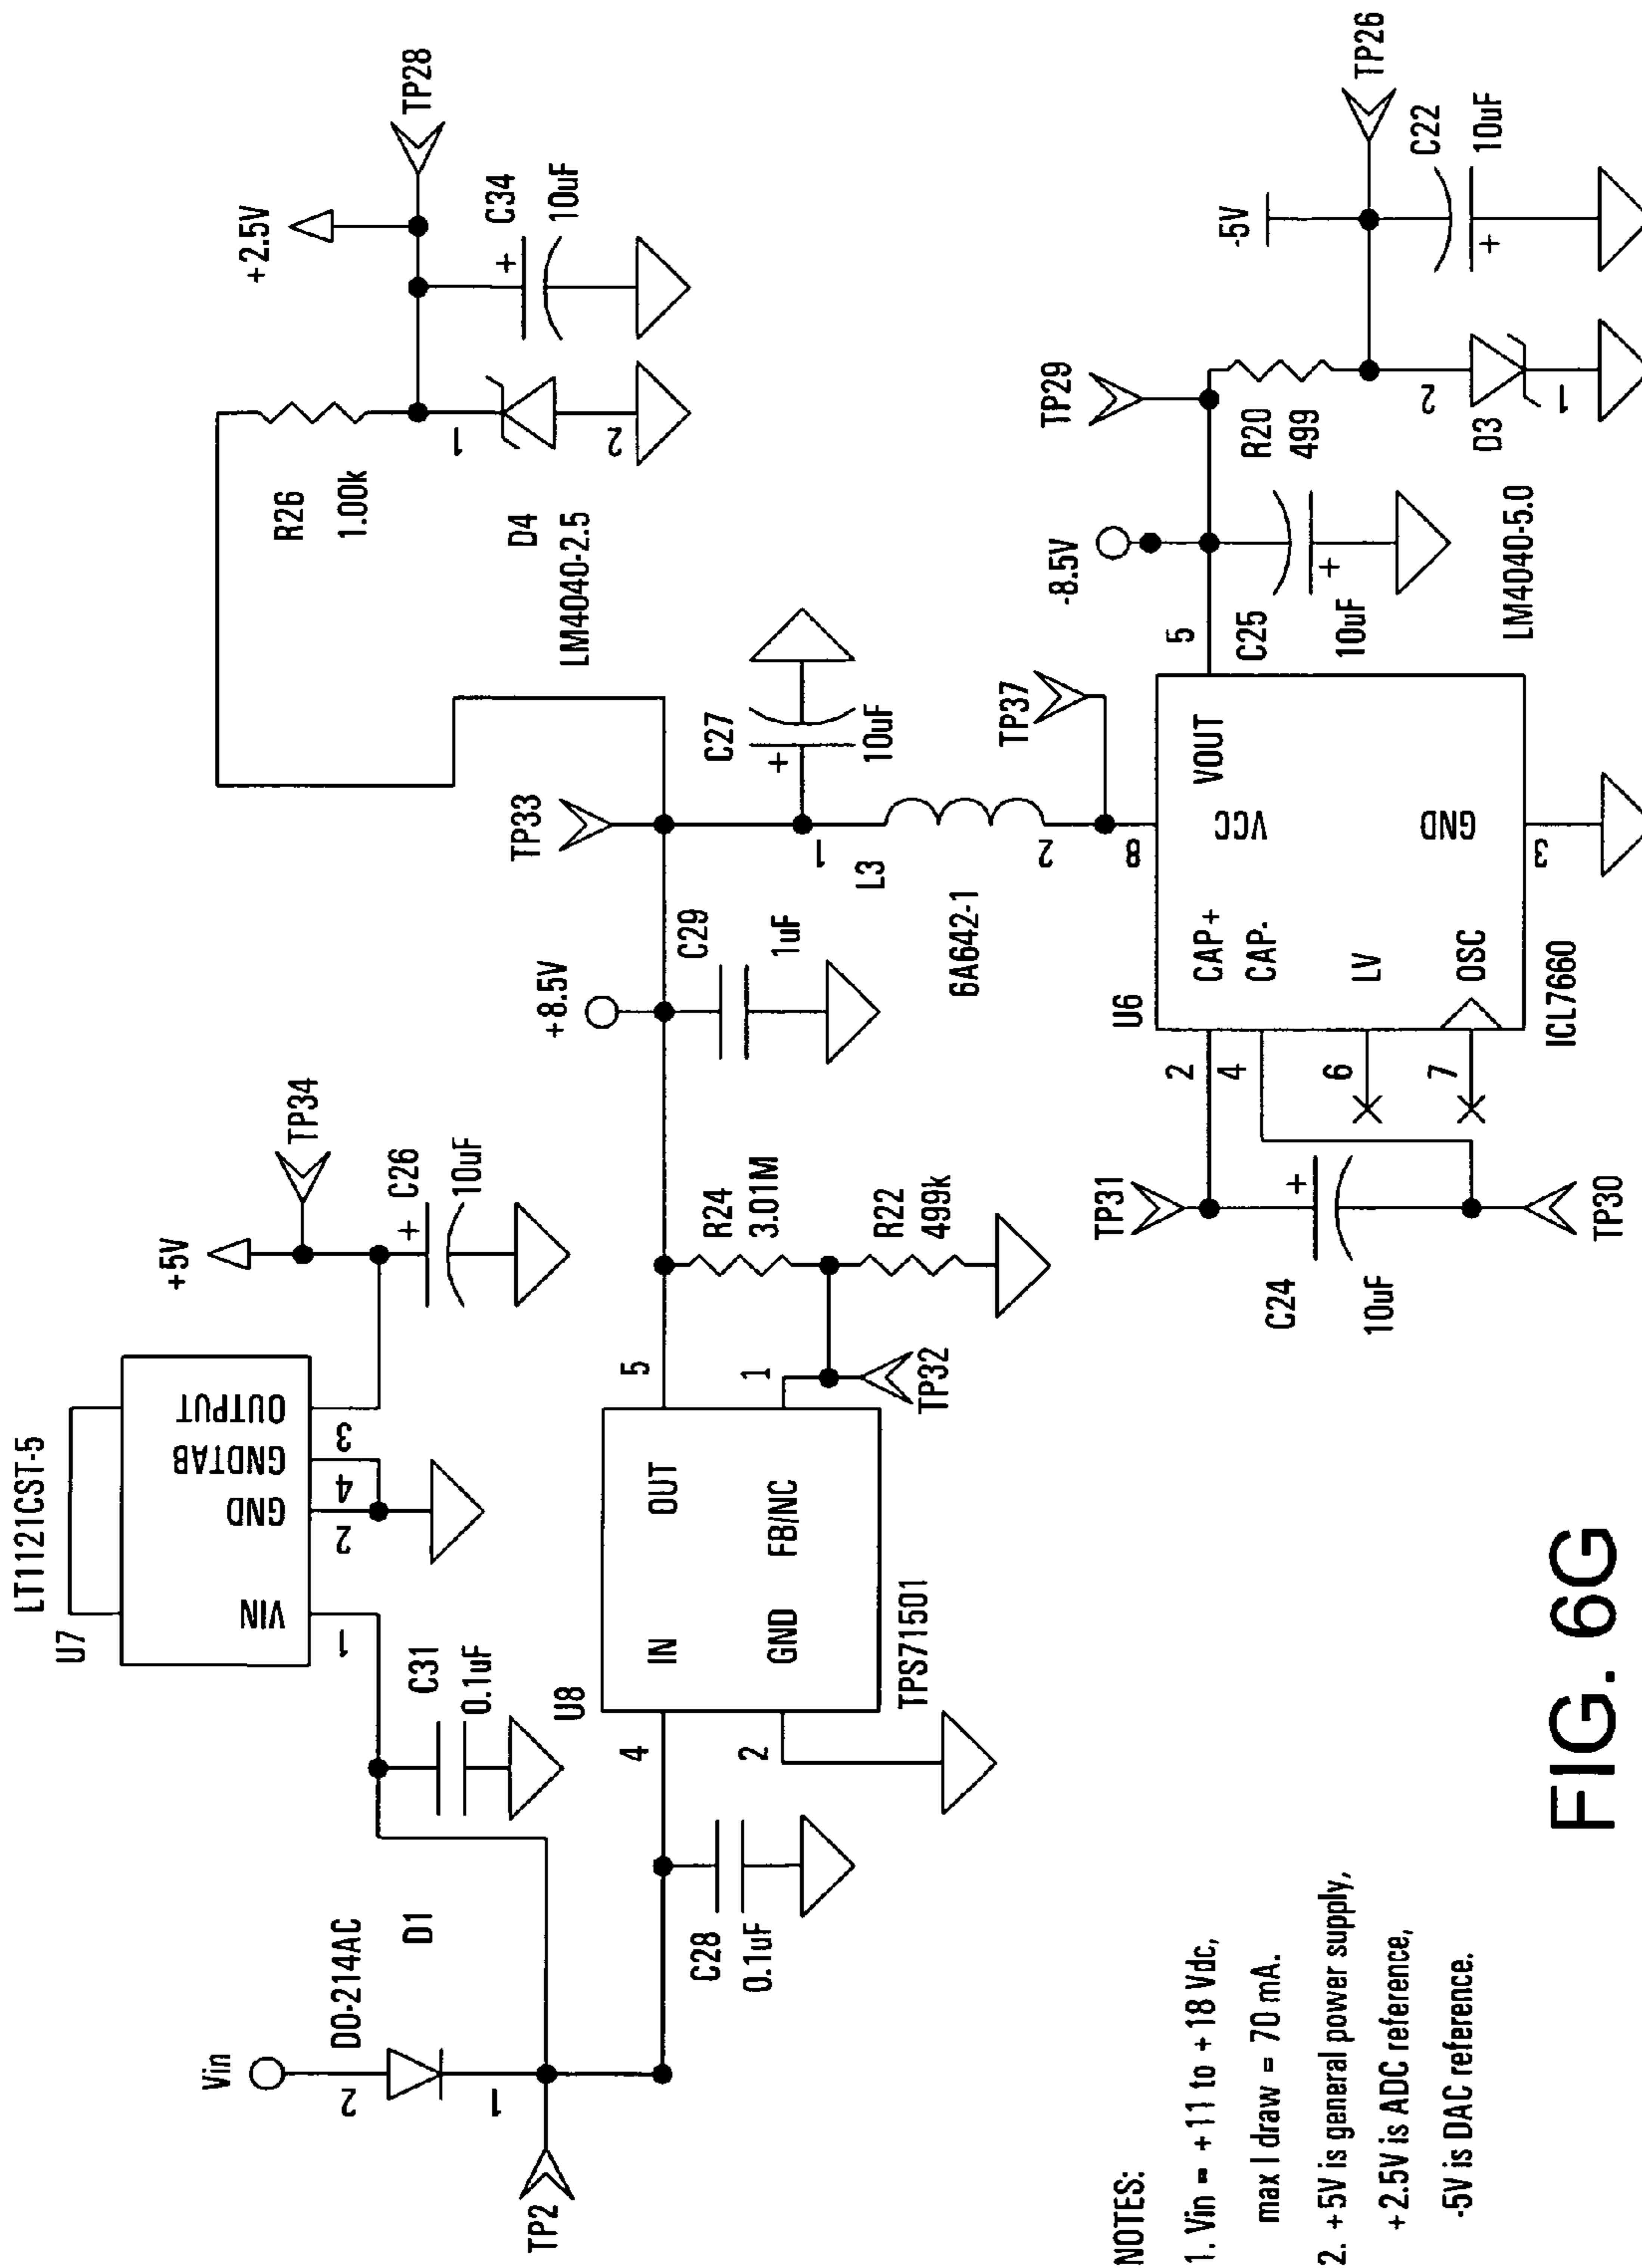 LT1121CST-5
U7
VIN
GND
GNDTAB
OUTPUT
1
2
4
3
+5V
TP34
C26
+
10uF
C31
0.1uF
Vin
DO-214AC
D1
2
1
TP2
C28
0.1uF
U8
IN
OUT
GND
FB/NC
4
2
5
1
TPS71501
TP32
R24
3.01M
R22
499k
+8.5V
C29
1uF
TP33
C27
+
10uF
1
L3
2
6A642-1
TP37
R26
1.00k
D4
LM4040-2.5
1
2
+2.5V
TP28
C34
+
10uF
U6
CAP+
CAP-
LV
OSC
VCC
VOUT
GND
2
4
6
7
8
5
3
ICL7660
TP31
C24
+
10uF
TP30
-8.5V
C25
+
10uF
TP29
R20
499
2
D3
1
LM4040-5.0
-5V
TP26
C22
+
10uF
NOTES:
1. Vin = +11 to +18 Vdc,
max I draw = 70 mA.
2. +5V is general power supply,
+2.5V is ADC reference,
-5V is DAC reference.
FIG. 6G